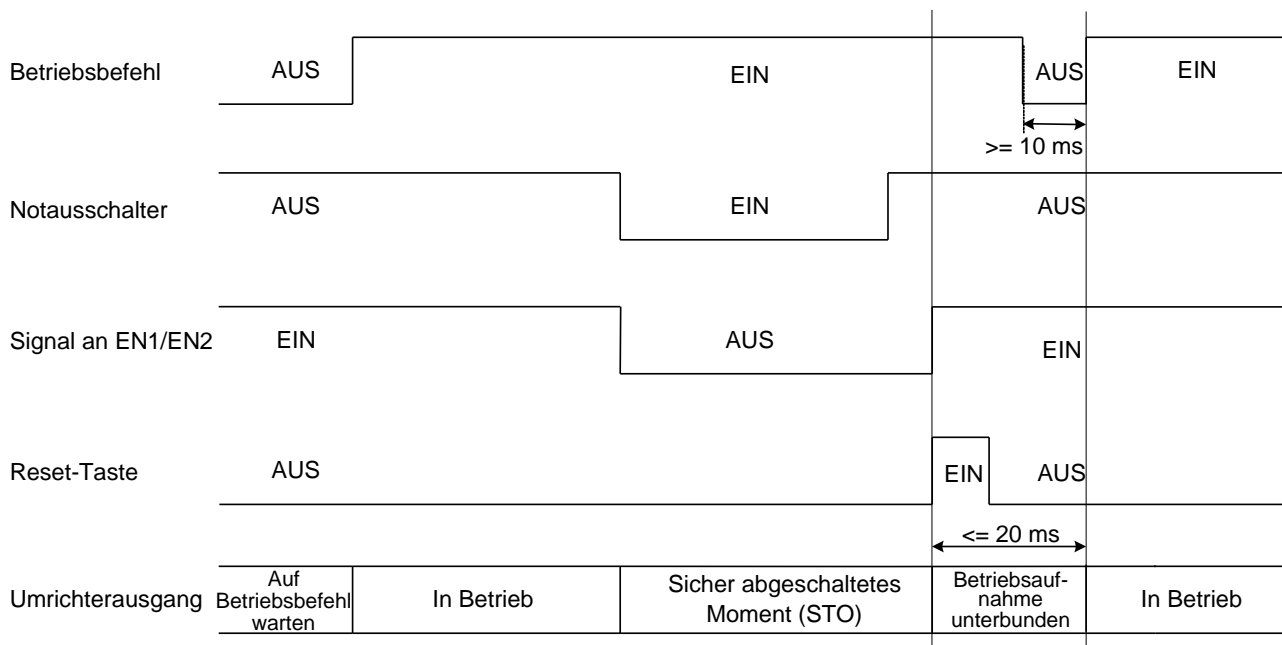 Betriebsbefehl AUS EIN AUS EIN
>= 10 ms
Notausschalter AUS EIN AUS
Signal an EN1/EN2 EIN AUS EIN
Reset-Taste AUS EIN AUS
<= 20 ms
Umrichterausgang
Auf
Betriebsbefehl
warten
In Betrieb
Sicher abgeschaltetes
Moment (STO)
Betriebsauf-
nahme
unterbunden
In Betrieb